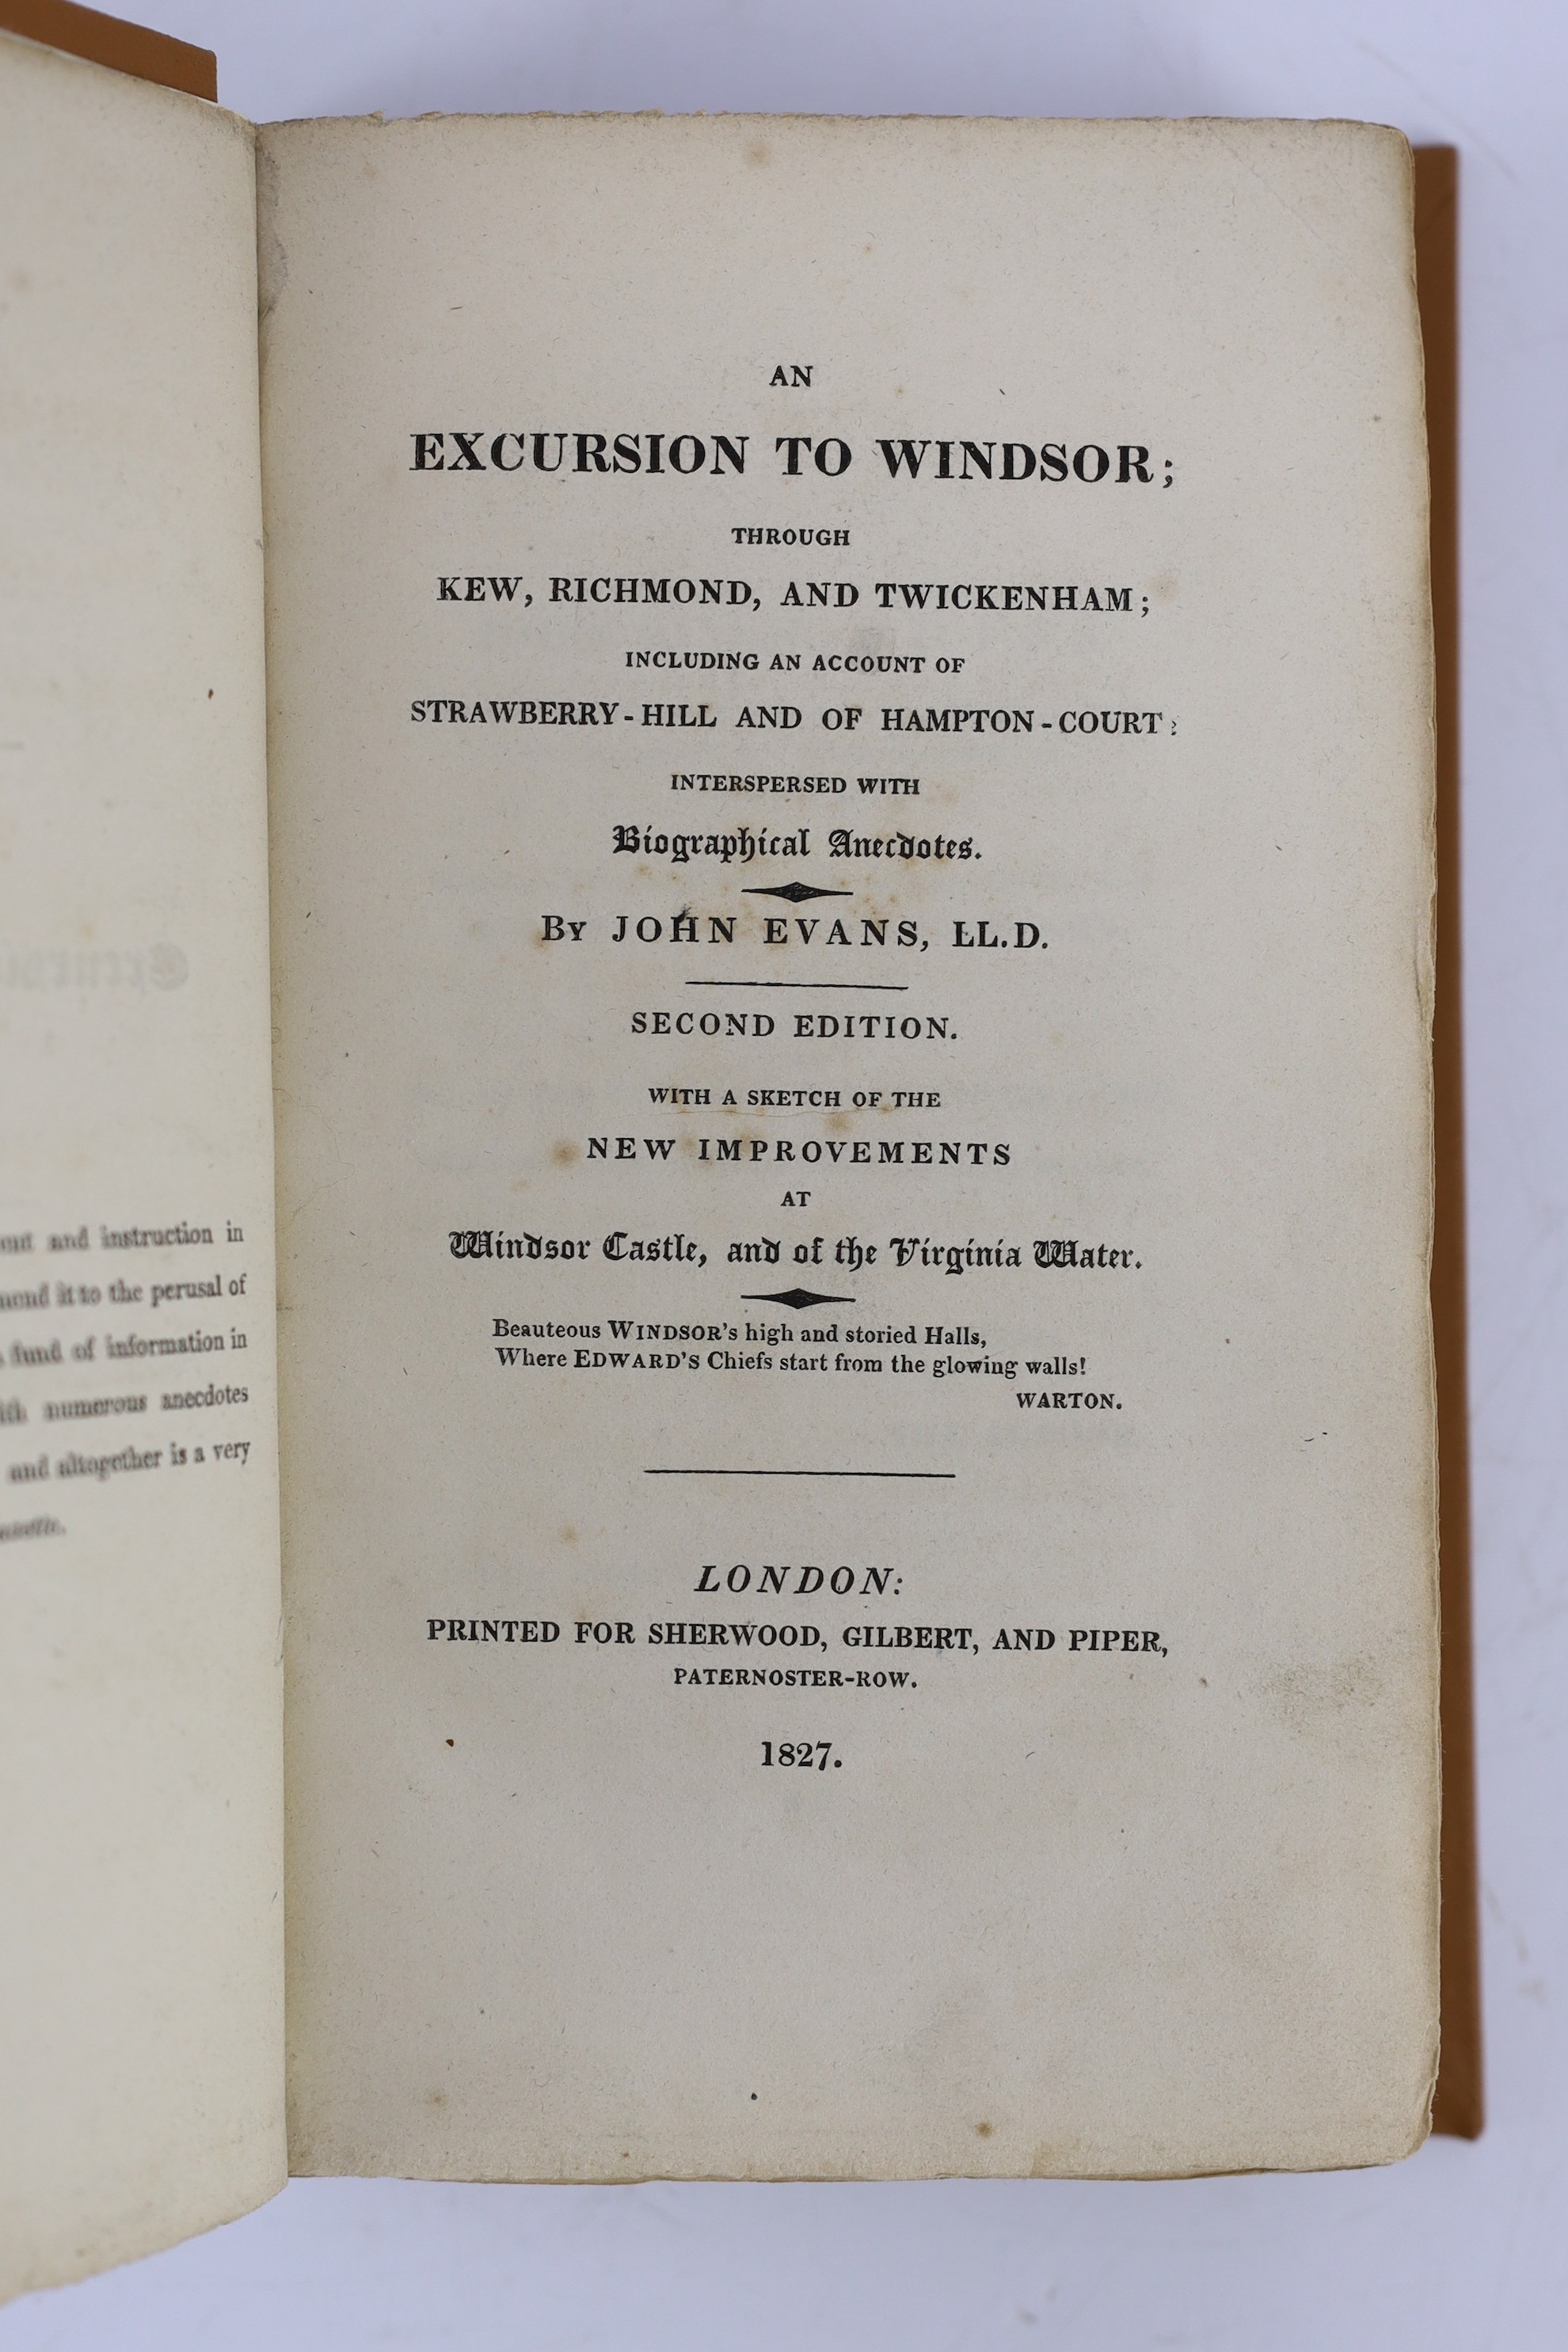 and instruction in
it to the perusal of
fund of information in
numerous anecdotes
and altogether is a very
AN
EXCURSION TO WINDSOR;
THROUGH
KEW, RICHMOND, AND TWICKENHAM;
INCLUDING AN ACCOUNT OF
STRAWBERRY-HILL AND OF HAMPTON-COURT:
INTERSPERSED WITH
Biographical Anecdotes.
By JOHN EVANS, LL.D.
SECOND EDITION.
WITH A SKETCH OF THE
NEW IMPROVEMENTS
AT
Windsor Castle, and of the Virginia Water.
Beauteous WINDSOR's high and storied Halls,
Where EDWARD'S Chiefs start from the glowing walls!
WARTON.
LONDON:
PRINTED FOR SHERWOOD, GILBERT, AND PIPER,
PATERNOSTER-ROW.
1827.